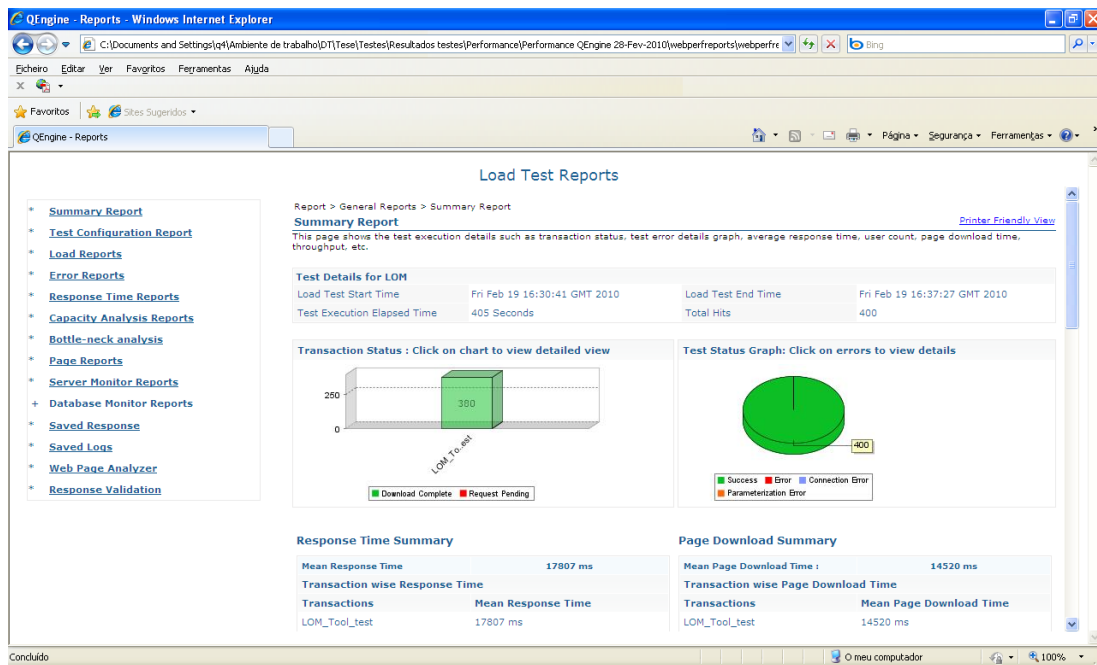 QEngine - Reports - Windows Internet Explorer
C:\Documents and Settings\q4\Ambiente de trabalho\DT\Tese\Testes\Resultados testes\Performance\Performance QEngine 28-Fev-2010\webperfreports\webperfre
Bing
Ficheiro Editar Ver Favoritos Ferramentas Ajuda
x
Favoritos Sites Sugeridos
QEngine - Reports
Página Segurança Ferramentas
Load Test Reports
* Summary Report
* Test Configuration Report
* Load Reports
* Error Reports
* Response Time Reports
* Capacity Analysis Reports
* Bottle-neck analysis
* Page Reports
* Server Monitor Reports
+ Database Monitor Reports
* Saved Response
* Saved Logs
* Web Page Analyzer
* Response Validation
Report > General Reports > Summary Report
Summary Report Printer Friendly View
This page shows the test execution details such as transaction status, test error details graph, average response time, user count, page download time,
throughput, etc.
Test Details for LOM
Load Test Start Time Fri Feb 19 16:30:41 GMT 2010 Load Test End Time Fri Feb 19 16:37:27 GMT 2010
Test Execution Elapsed Time 405 Seconds Total Hits 400
Transaction Status : Click on chart to view detailed view
250
380
0
LOM_To..est
Download Complete Request Pending
Test Status Graph: Click on errors to view details
400
Success Error Connection Error
Parameterization Error
Response Time Summary
Mean Response Time 17807 ms
Transaction wise Response Time
Transactions Mean Response Time
LOM_Tool_test 17807 ms
Page Download Summary
Mean Page Download Time : 14520 ms
Transaction wise Page Download Time
Transactions Mean Page Download Time
LOM_Tool_test 14520 ms
Concluído O meu computador 100%